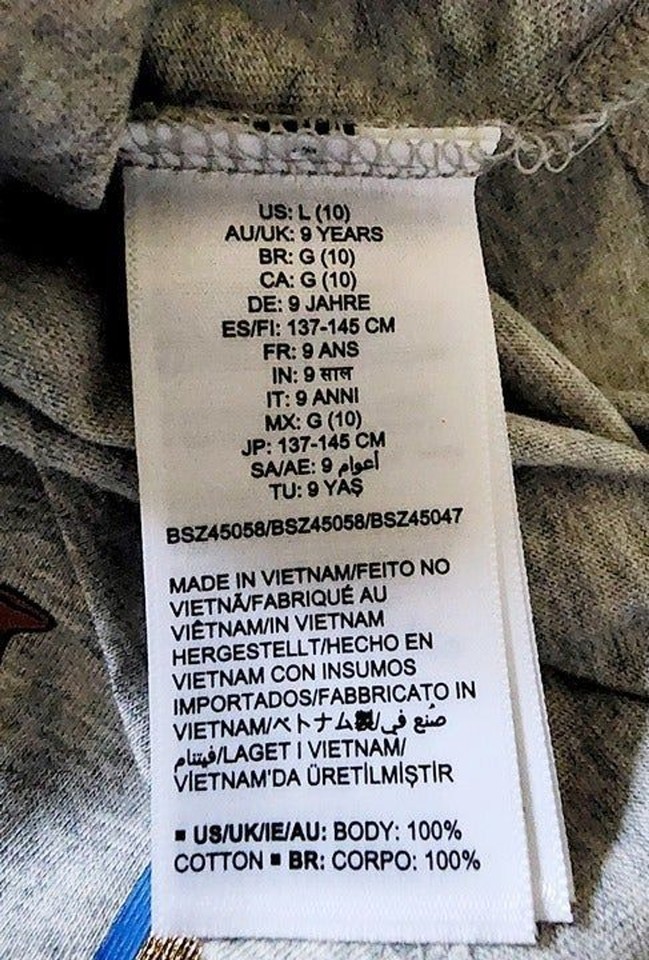 US: L (10)
AU/UK: 9 YEARS
BR: G (10)
CA: G (10)
DE: 9 JAHRE
ES/FI: 137-145 CM
FR: 9 ANS
IN: 9 साल
IT: 9 ANNI
MX: G (10)
JP: 137-145 CM
SA/AE: 9 أعوام
TU: 9 YAŞ
BSZ45058/BSZ45058/BSZ45047
MADE IN VIETNAM/FEITO NO
VIETNÃ/FABRIQUÉ AU
VIÊTNAM/IN VIETNAM
HERGESTELLT/HECHO EN
VIETNAM CON INSUMOS
IMPORTADOS/FABBRICATO IN
VIETNAM/ベトナム製/صُنع في
فيتنام/LAGET I VIETNAM/
VİETNAM'DA ÜRETİLMİŞTİR
▪ US/UK/IE/AU: BODY: 100%
COTTON ▪ BR: CORPO: 100%